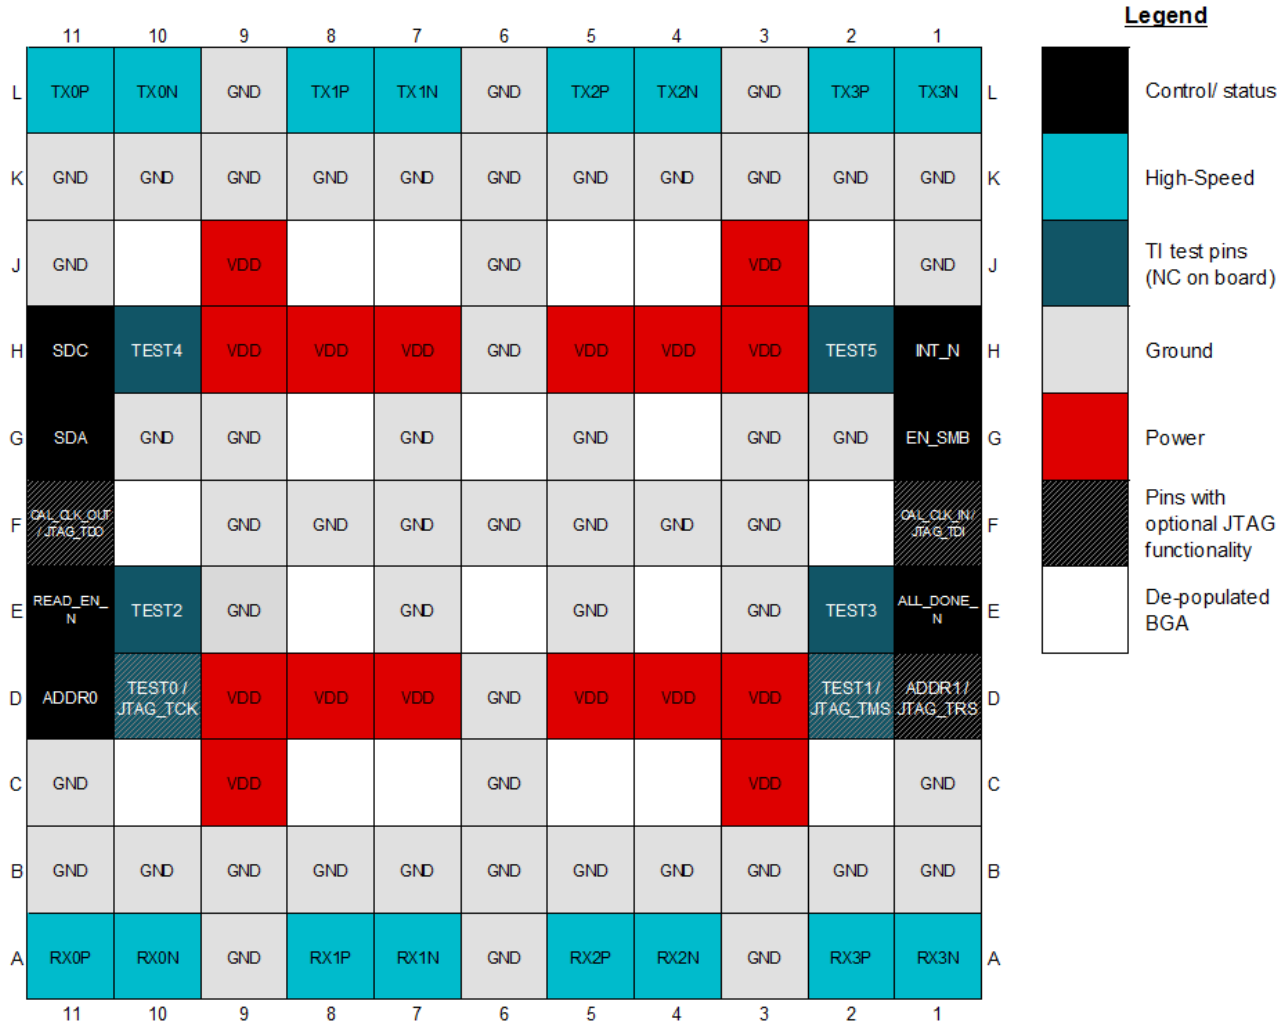 Legend
11 10 9 8 7 6 5 4 3 2 1
L TX0P TX0N GND TX1P TX1N GND TX2P TX2N GND TX3P TX3N L
Control/ status
K GND GND GND GND GND GND GND GND GND GND GND K
High-Speed
J GND VDD GND VDD GND J
TI test pins
(NC on board)
H SDC TEST4 VDD VDD VDD GND VDD VDD VDD TEST5 INT_N H
Ground
G SDA GND GND GND GND GND GND EN_SMB G
Power
F CAL_CLK_OUT
/ JTAG_TDO GND GND GND GND GND GND GND CAL_CLK_IN /
JTAG_TDI F
Pins with
optional JTAG
functionality
E READ_EN_
N TEST2 GND GND GND GND TEST3 ALL_DONE_
N E
De-populated
BGA
D ADDR0 TEST0 /
JTAG_TCK VDD VDD VDD GND VDD VDD VDD TEST1 /
JTAG_TMS ADDR1 /
JTAG_TRS D
C GND VDD GND VDD GND C
B GND GND GND GND GND GND GND GND GND GND GND B
A RX0P RX0N GND RX1P RX1N GND RX2P RX2N GND RX3P RX3N A
11 10 9 8 7 6 5 4 3 2 1